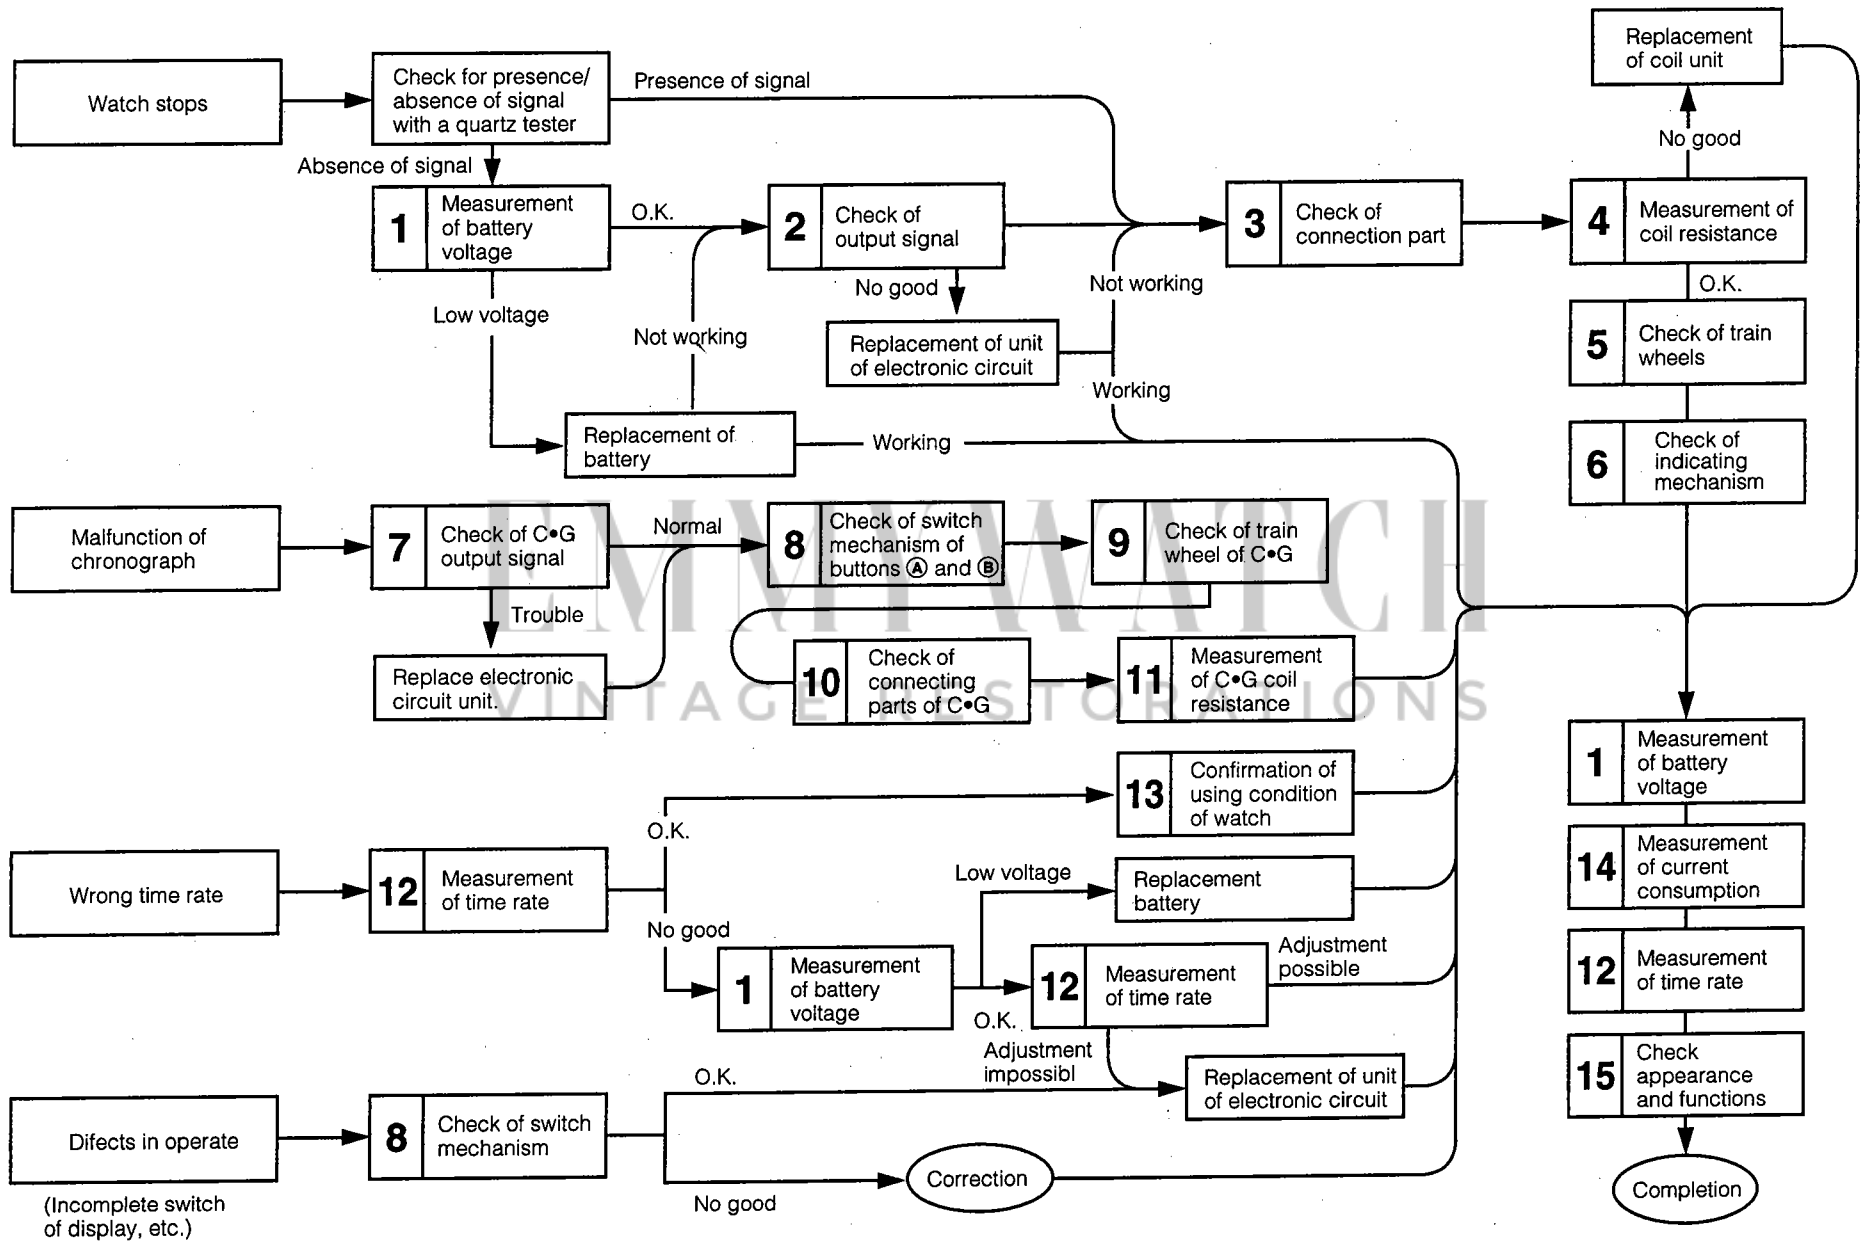 Watch stops
Check for presence/
absence of signal
with a quartz tester
Presence of signal
Absence of signal
1
Measurement
of battery
voltage
O.K.
Low voltage
Not working
Replacement of
battery
Working
2
Check of
output signal
No good
Replacement of unit
of electronic circuit
Not working
Working
3
Check of
connection part
4
Measurement of
coil resistance
No good
Replacement
of coil unit
O.K.
5
Check of train
wheels
6
Check of
indicating
mechanism
Malfunction of
chronograph
7
Check of C•G
output signal
Normal
Trouble
Replace electronic
circuit unit.
8
Check of switch
mechanism of
buttons Ⓐ and Ⓑ
9
Check of train
wheel of C•G
10
Check of
connecting
parts of C•G
11
Measurement
of C•G coil
resistance
EMMYWATCH
VINTAGE RESTORATIONS
Wrong time rate
12
Measurement
of time rate
O.K.
13
Confirmation of
using condition
of watch
No good
1
Measurement
of battery
voltage
Low voltage
Replacement
battery
O.K.
12
Measurement
of time rate
Adjustment
possible
Adjustment
impossibl
Replacement of unit
of electronic circuit
Difects in operate
(Incomplete switch
of display, etc.)
8
Check of switch
mechanism
O.K.
No good
Correction
1
Measurement
of battery
voltage
14
Measurement
of current
consumption
12
Measurement
of time rate
15
Check
appearance
and functions
Completion